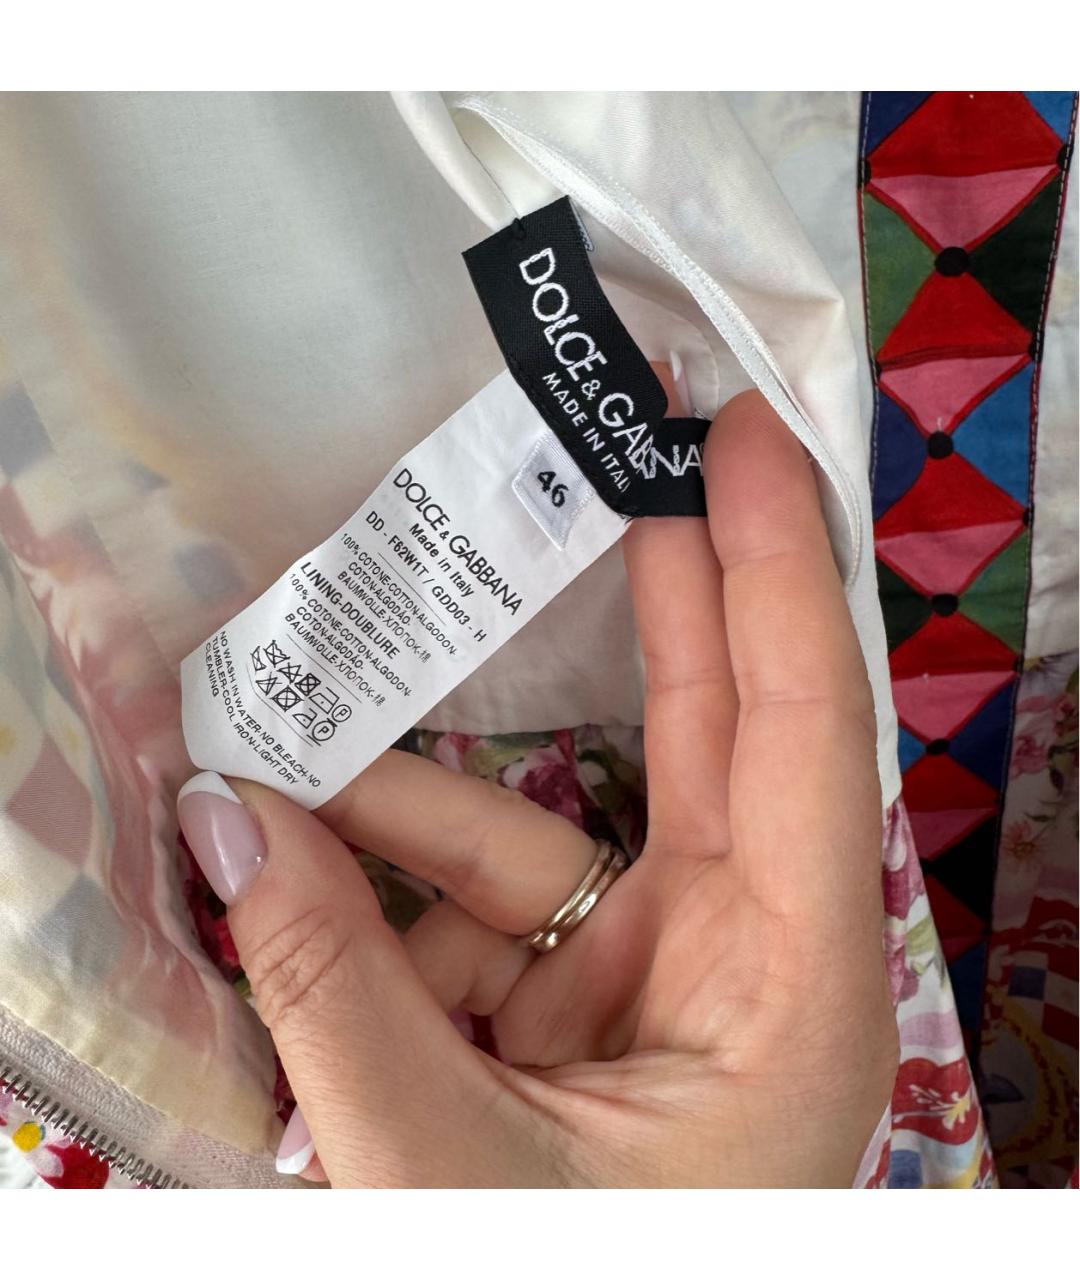 DOLCE & GABBANA
MADE IN ITALY
46
DOLCE & GABBANA
Made in Italy
DD - F62W1T / GDD03 - H
100% COTONE-COTTON-ALGODON-
COTON-ALGODÃO-
BAUMWOLLE-ХЛОПОК-棉
LINING-DOUBLURE
100% COTONE-COTTON-ALGODON-
COTON-ALGODÃO-
BAUMWOLLE-ХЛОПОК-棉
P
P
NO WASH IN WATER-NO BLEACH-NO
TUMBLER-COOL IRON-LIGHT DRY
CLEANING